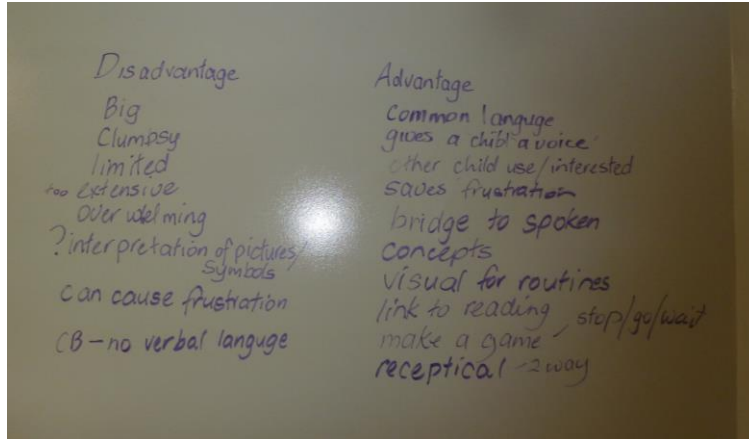 Disadvantage
Big
Clumpsy
limited
too extensive
over welming
? interpretation of pictures/
symbols
can cause frustration
CB - no verbal languge
Advantage
Common languge
gives a child a voice
other child use/interested
saves frustration
bridge to spoken
concepts
visual for routines
link to reading
make a game - stop/go/wait
receptical - 2 way